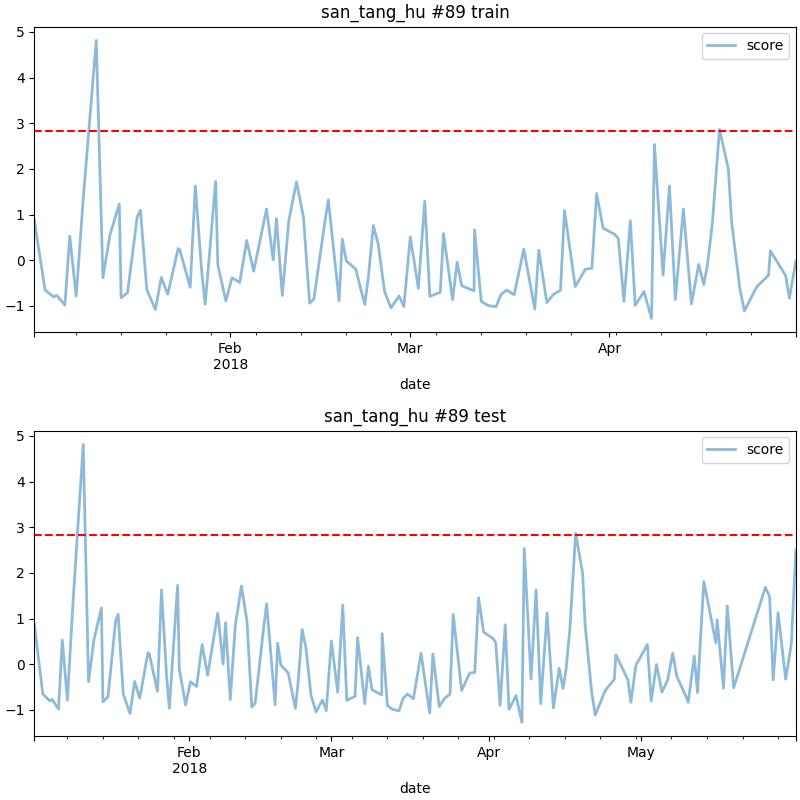 san_tang_hu #89 train
score
5
4
3
2
1
0
−1
Feb
2018
Mar
Apr
date
san_tang_hu #89 test
score
5
4
3
2
1
0
−1
Feb
2018
Mar
Apr
May
date